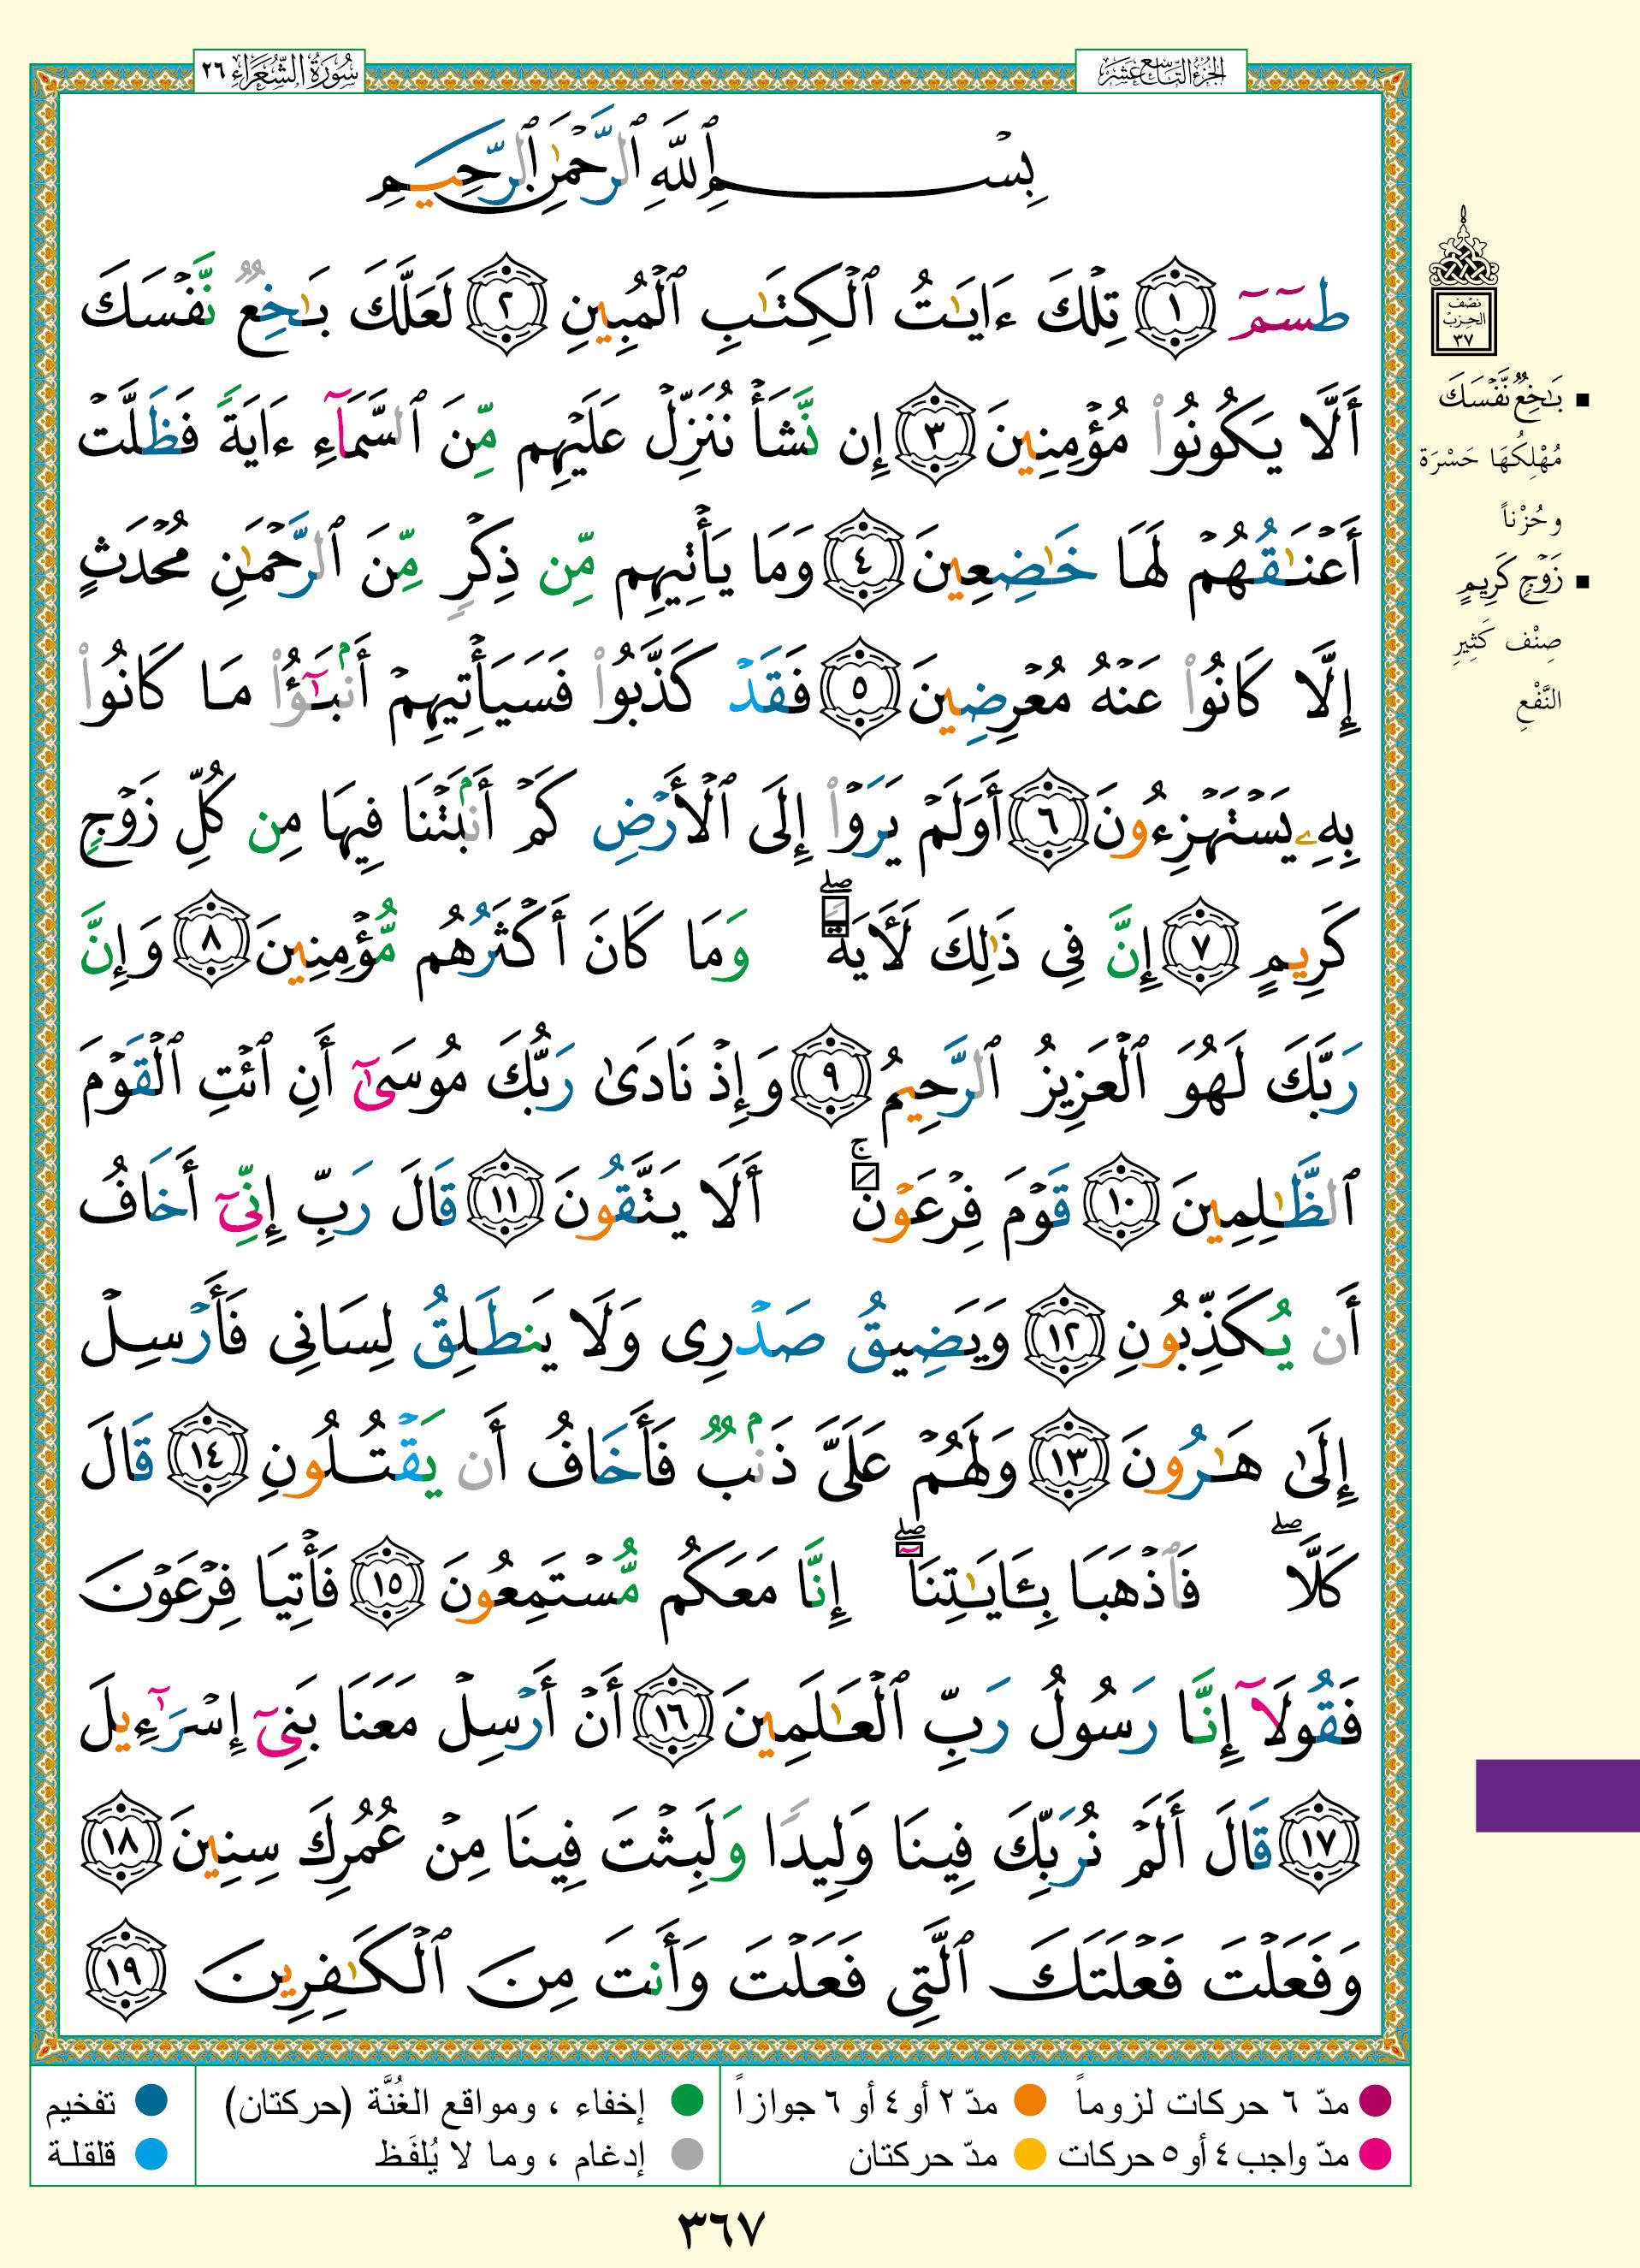 الجزء التاسع عشر
سُورَةُ الشُّعَرَاءِ ٢٦
بِسْمِ ٱللَّهِ ٱلرَّحْمَٰنِ ٱلرَّحِيمِ
طسٓمٓ ١ تِلْكَ ءَايَـٰتُ ٱلْكِتَـٰبِ ٱلْمُبِينِ ٢ لَعَلَّكَ بَـٰخِعٌ نَّفْسَكَ
أَلَّا يَكُونُوا۟ مُؤْمِنِينَ ٣ إِن نَّشَأْ نُنَزِّلْ عَلَيْهِم مِّنَ ٱلسَّمَآءِ ءَايَةً فَظَلَّتْ
أَعْنَـٰقُهُمْ لَهَا خَـٰضِعِينَ ٤ وَمَا يَأْتِيهِم مِّن ذِكْرٍ مِّنَ ٱلرَّحْمَـٰنِ مُحْدَثٍ
إِلَّا كَانُوا۟ عَنْهُ مُعْرِضِينَ ٥ فَقَدْ كَذَّبُوا۟ فَسَيَأْتِيهِمْ أَنۢبَـٰٓؤُا۟ مَا كَانُوا۟
بِهِۦ يَسْتَهْزِءُونَ ٦ أَوَلَمْ يَرَوْا۟ إِلَى ٱلْأَرْضِ كَمْ أَنۢبَتْنَا فِيهَا مِن كُلِّ زَوْجٍ
كَرِيمٍ ٧ إِنَّ فِى ذَٰلِكَ لَـَٔايَةً ۖ وَمَا كَانَ أَكْثَرُهُم مُّؤْمِنِينَ ٨ وَإِنَّ
رَبَّكَ لَهُوَ ٱلْعَزِيزُ ٱلرَّحِيمُ ٩ وَإِذْ نَادَىٰ رَبُّكَ مُوسَىٰٓ أَنِ ٱئْتِ ٱلْقَوْمَ
ٱلظَّـٰلِمِينَ ١٠ قَوْمَ فِرْعَوْنَ ۚ أَلَا يَتَّقُونَ ١١ قَالَ رَبِّ إِنِّىٓ أَخَافُ
أَن يُكَذِّبُونِ ١٢ وَيَضِيقُ صَدْرِى وَلَا يَنطَلِقُ لِسَانِى فَأَرْسِلْ
إِلَىٰ هَـٰرُونَ ١٣ وَلَهُمْ عَلَىَّ ذَنۢبٌ فَأَخَافُ أَن يَقْتُلُونِ ١٤ قَالَ
كَلَّا ۖ فَٱذْهَبَا بِـَٔايَـٰتِنَآ ۖ إِنَّا مَعَكُم مُّسْتَمِعُونَ ١٥ فَأْتِيَا فِرْعَوْنَ
فَقُولَآ إِنَّا رَسُولُ رَبِّ ٱلْعَـٰلَمِينَ ١٦ أَنْ أَرْسِلْ مَعَنَا بَنِىٓ إِسْرَٰٓءِيلَ
١٧ قَالَ أَلَمْ نُرَبِّكَ فِينَا وَلِيدًا وَلَبِثْتَ فِينَا مِنْ عُمُرِكَ سِنِينَ ١٨
وَفَعَلْتَ فَعْلَتَكَ ٱلَّتِى فَعَلْتَ وَأَنتَ مِنَ ٱلْكَـٰفِرِينَ ١٩
نصف
الحزب
٣٧
بَـٰخِعٌ نَّفْسَكَ
مُهْلِكُهَا حَسْرَة
وحُزْناً
زَوْجٍ كَرِيمٍ
صِنْف كَثِيرِ
النَّفْعِ
مدّ ٦ حركات لزوماً
مدّ ٢ أو ٤ أو ٦ جوازاً
إخفاء ، ومواقع الغُنَّة (حركتان)
تفخيم
مدّ واجب ٤ أو ٥ حركات
مدّ حركتان
إدغام ، وما لا يُلفَظ
قلقلة
٣٦٧